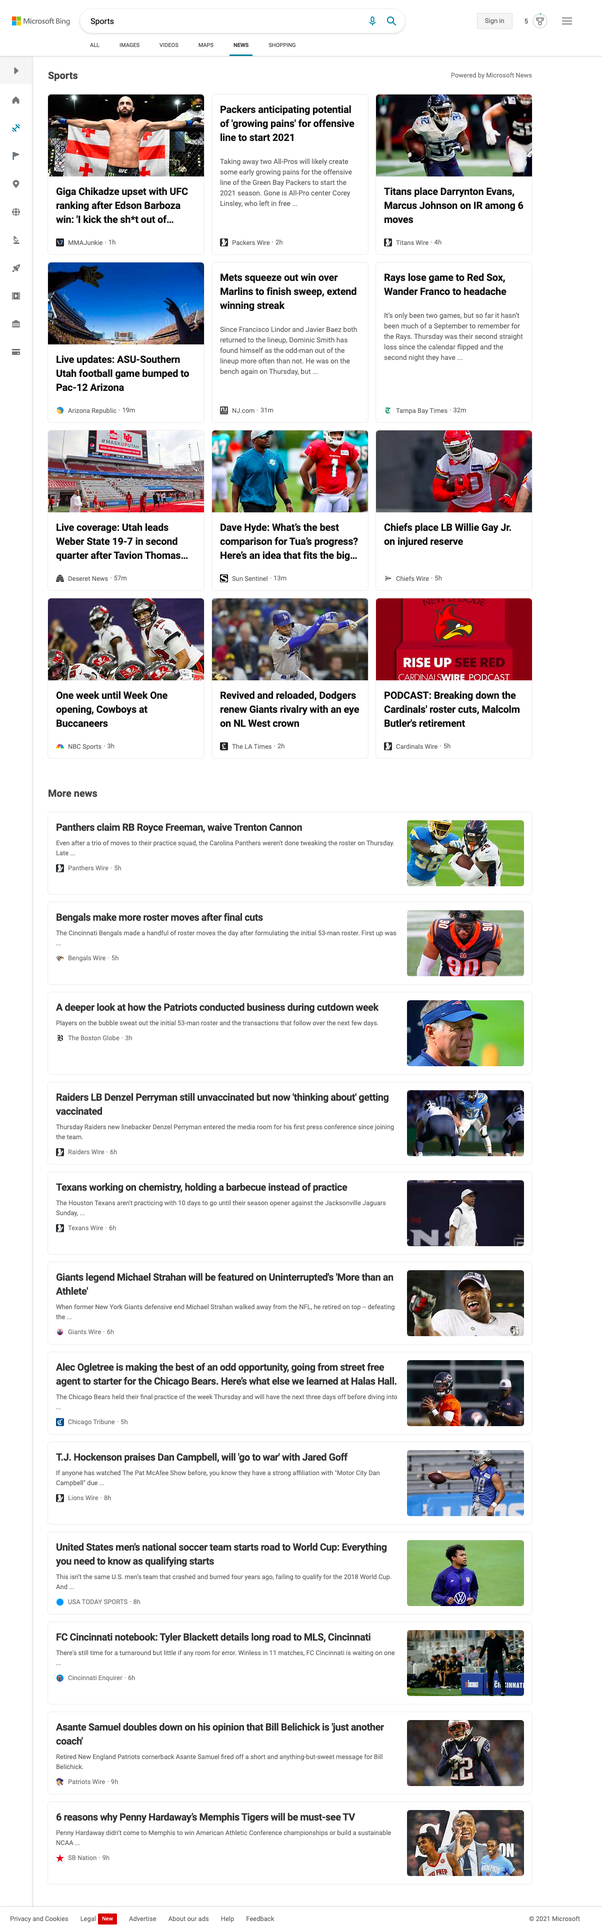 Microsoft Bing
Sports
Sign in
5
ALL IMAGES VIDEOS MAPS NEWS SHOPPING
Sports
Powered by Microsoft News
Giga Chikadze upset with UFC
ranking after Edson Barboza
win: 'I kick the sh*t out of...
MMAJunkie · 1h
Packers anticipating potential
of 'growing pains' for offensive
line to start 2021
Taking away two All-Pros will likely create
some early growing pains for the offensive
line of the Green Bay Packers to start the
2021 season. Gone is All-Pro center Corey
Linsley, who left in free ...
Packers Wire · 2h
Titans place Darrynton Evans,
Marcus Johnson on IR among 6
moves
Titans Wire · 4h
Live updates: ASU-Southern
Utah football game bumped to
Pac-12 Arizona
Arizona Republic · 19m
Mets squeeze out win over
Marlins to finish sweep, extend
winning streak
Since Francisco Lindor and Javier Baez both
returned to the lineup, Dominic Smith has
found himself as the odd-man out of the
lineup more often than not. He was on the
bench again on Thursday, but ...
NJ.com · 31m
Rays lose game to Red Sox,
Wander Franco to headache
It's only been two games, but so far it hasn't
been much of a September to remember for
the Rays. Thursday was their second straight
loss since the calendar flipped and the
second night they have ...
Tampa Bay Times · 32m
#MASKUPUTAH
Live coverage: Utah leads
Weber State 19-7 in second
quarter after Tavion Thomas...
Deseret News · 57m
Dave Hyde: What's the best
comparison for Tua's progress?
Here's an idea that fits the big...
Sun Sentinel · 13m
Chiefs place LB Willie Gay Jr.
on injured reserve
Chiefs Wire · 5h
One week until Week One
opening, Cowboys at
Buccaneers
NBC Sports · 3h
Revived and reloaded, Dodgers
renew Giants rivalry with an eye
on NL West crown
The LA Times · 2h
RISE UP SEE RED
CARDINALSWIRE PODCAST
PODCAST: Breaking down the
Cardinals' roster cuts, Malcolm
Butler's retirement
Cardinals Wire · 5h
More news
Panthers claim RB Royce Freeman, waive Trenton Cannon
Even after a trio of moves to their practice squad, the Carolina Panthers weren't done tweaking the roster on Thursday.
Late ...
Panthers Wire · 5h
Bengals make more roster moves after final cuts
The Cincinnati Bengals made a handful of roster moves the day after formulating the initial 53-man roster. First up was
...
Bengals Wire · 5h
A deeper look at how the Patriots conducted business during cutdown week
Players on the bubble sweat out the initial 53-man roster and the transactions that follow over the next few days.
The Boston Globe · 3h
Raiders LB Denzel Perryman still unvaccinated but now 'thinking about' getting
vaccinated
Thursday Raiders new linebacker Denzel Perryman entered the media room for his first press conference since joining
the team.
Raiders Wire · 6h
Texans working on chemistry, holding a barbecue instead of practice
The Houston Texans aren't practicing with 10 days to go until their season opener against the Jacksonville Jaguars
Sunday, ...
Texans Wire · 6h
Giants legend Michael Strahan will be featured on Uninterrupted's 'More than an
Athlete'
When former New York Giants defensive end Michael Strahan walked away from the NFL, he retired on top – defeating
the ...
Giants Wire · 6h
Alec Ogletree is making the best of an odd opportunity, going from street free
agent to starter for the Chicago Bears. Here's what else we learned at Halas Hall.
The Chicago Bears held their final practice of the week Thursday and will have the next three days off before diving into
...
Chicago Tribune · 5h
T.J. Hockenson praises Dan Campbell, will 'go to war' with Jared Goff
If anyone has watched The Pat McAfee Show before, you know they have a strong affiliation with "Motor City Dan
Campbell" due ...
Lions Wire · 8h
United States men's national soccer team starts road to World Cup: Everything
you need to know as qualifying starts
This isn't the same U.S. men's team that crashed and burned four years ago, failing to qualify for the 2018 World Cup.
And ...
USA TODAY SPORTS · 8h
FC Cincinnati notebook: Tyler Blackett details long road to MLS, Cincinnati
There's still time for a turnaround but little if any room for error. Winless in 11 matches, FC Cincinnati is waiting on one
...
Cincinnati Enquirer · 6h
Asante Samuel doubles down on his opinion that Bill Belichick is 'just another
coach'
Retired New England Patriots cornerback Asante Samuel fired off a short and anything-but-sweet message for Bill
Belichick.
Patriots Wire · 9h
6 reasons why Penny Hardaway's Memphis Tigers will be must-see TV
Penny Hardaway didn't come to Memphis to win American Athletic Conference championships or build a sustainable
NCAA ...
SB Nation · 9h
Privacy and Cookies Legal New Advertise About our ads Help Feedback © 2021 Microsoft